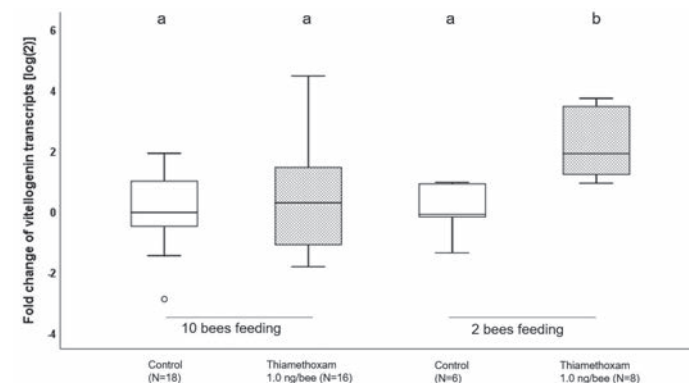 a a a b
Fold change of vitellogenin transcripts [log(2)]
6
4
2
0
-2
-4
10 bees feeding 2 bees feeding
Control Thiamethoxam Control Thiamethoxam
(N=18) 1.0 ng/bee (N=16) (N=6) 1.0 ng/bee (N=8)